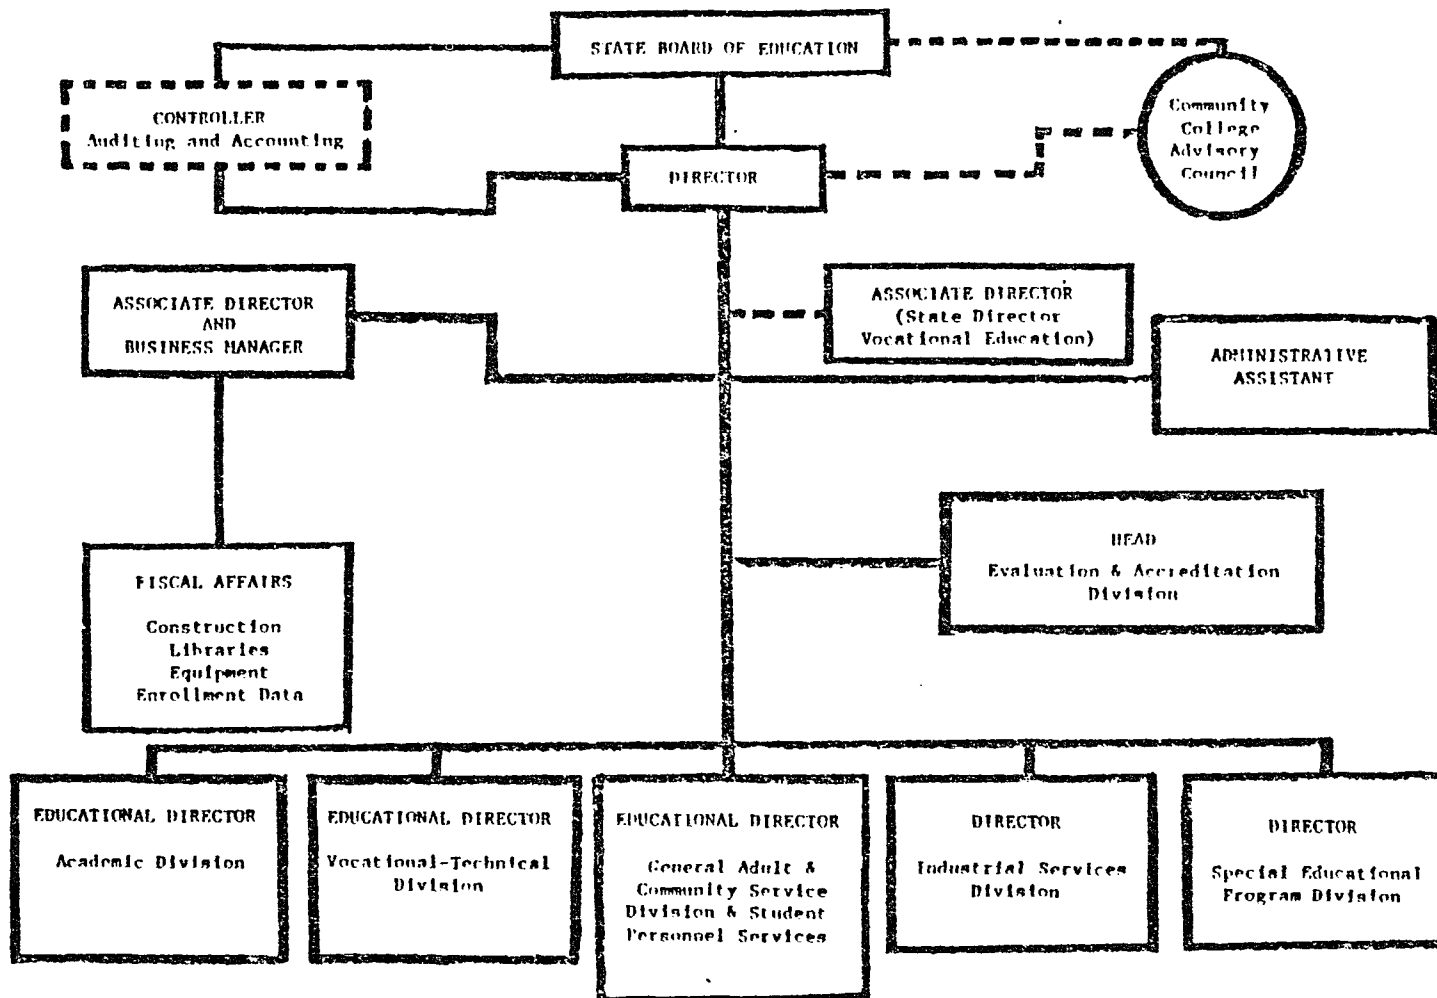 STATE BOARD OF EDUCATION
CONTROLLER
Auditing and Accounting
Community
College
Advisory
Council
DIRECTOR
ASSOCIATE DIRECTOR
AND
BUSINESS MANAGER
ASSOCIATE DIRECTOR
(State Director
Vocational Education)
ADMINISTRATIVE
ASSISTANT
HEAD
Evaluation & Accreditation
Division
FISCAL AFFAIRS
Construction
Libraries
Equipment
Enrollment Data
EDUCATIONAL DIRECTOR
Academic Division
EDUCATIONAL DIRECTOR
Vocational-Technical
Division
EDUCATIONAL DIRECTOR
General Adult &
Community Service
Division & Student
Personnel Services
DIRECTOR
Industrial Services
Division
DIRECTOR
Special Educational
Program Division